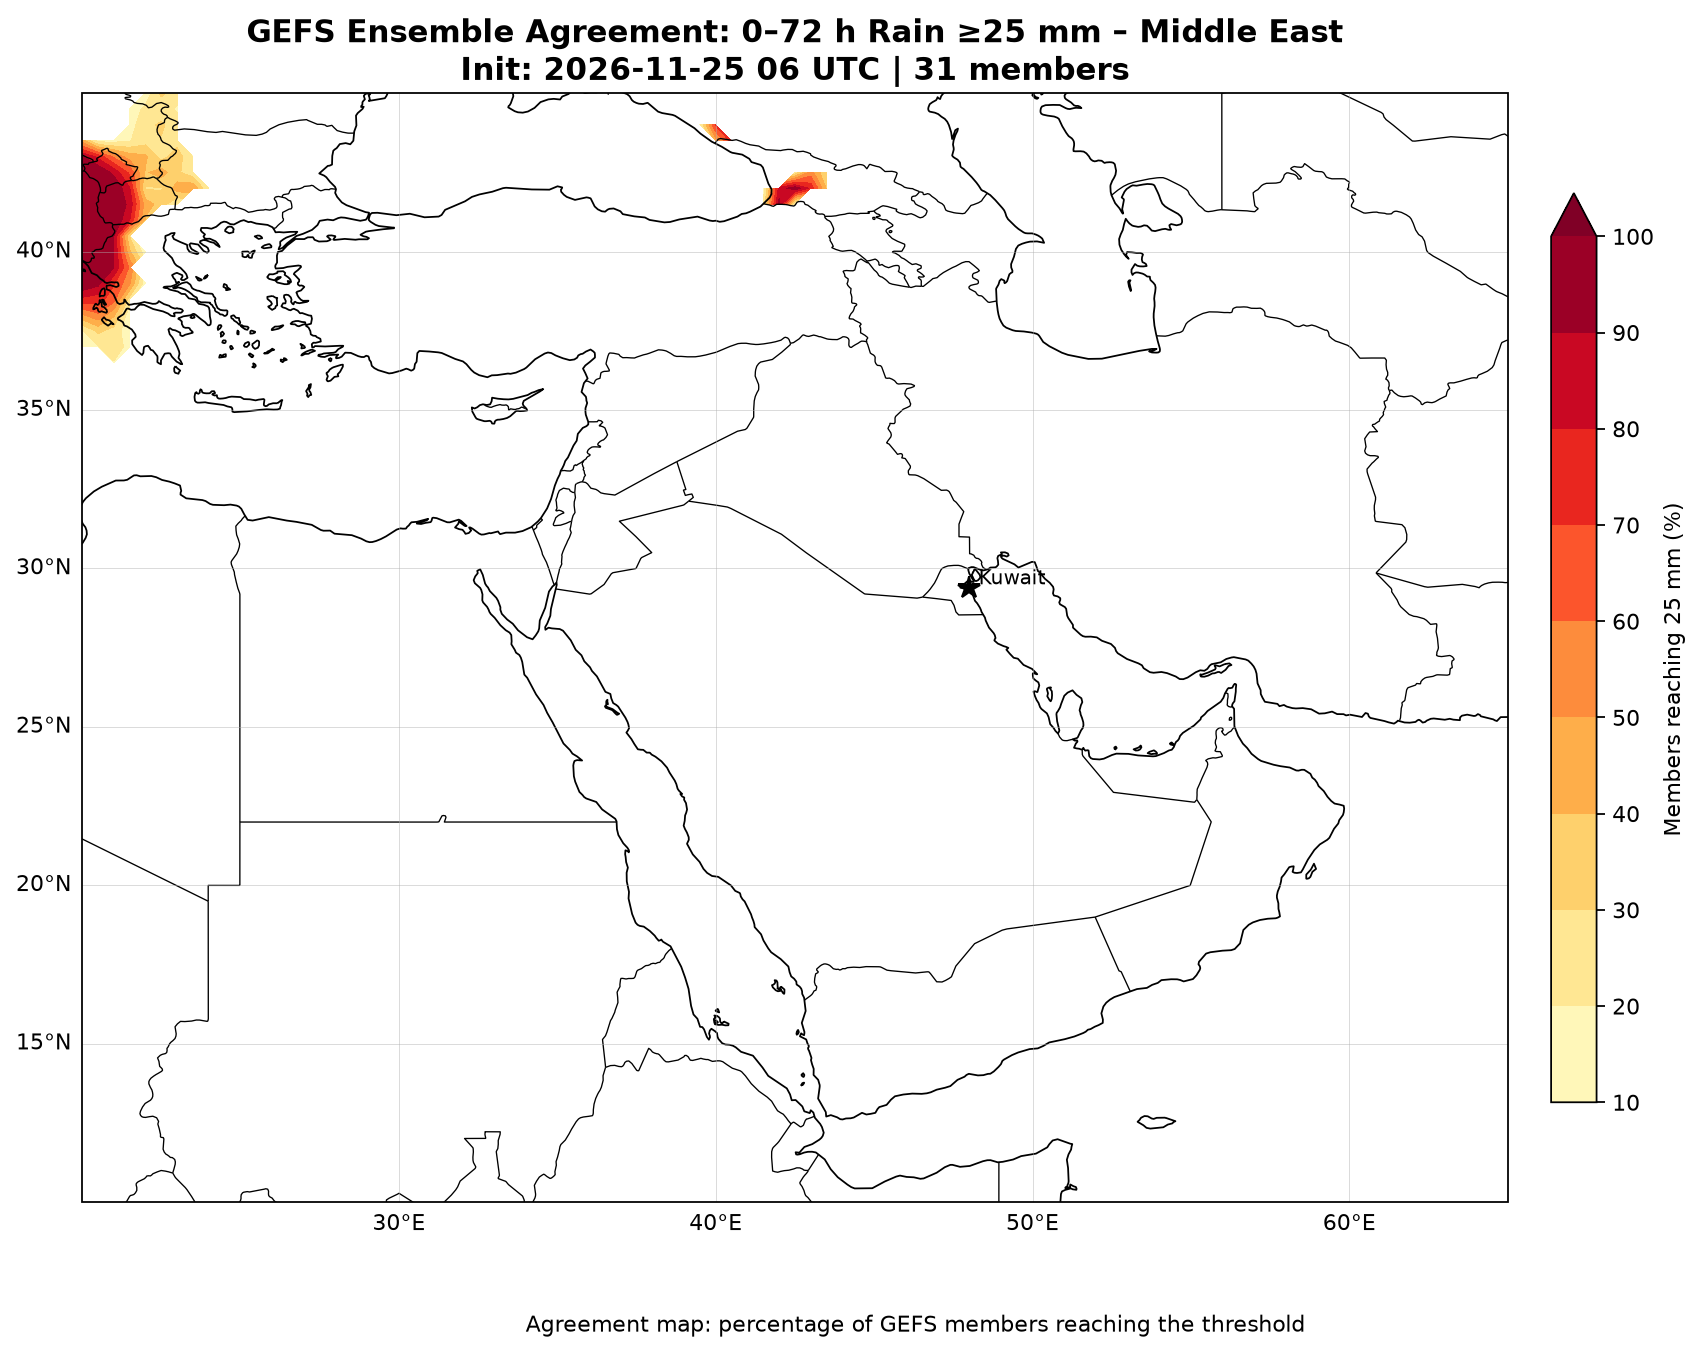 GEFS Ensemble Agreement: 0–72 h Rain ≥25 mm – Middle East
Init: 2026-11-25 06 UTC | 31 members
40°N
35°N
30°N
25°N
20°N
15°N
30°E
40°E
50°E
60°E
Kuwait
100
90
80
70
60
50
40
30
20
10
Members reaching 25 mm (%)
Agreement map: percentage of GEFS members reaching the threshold